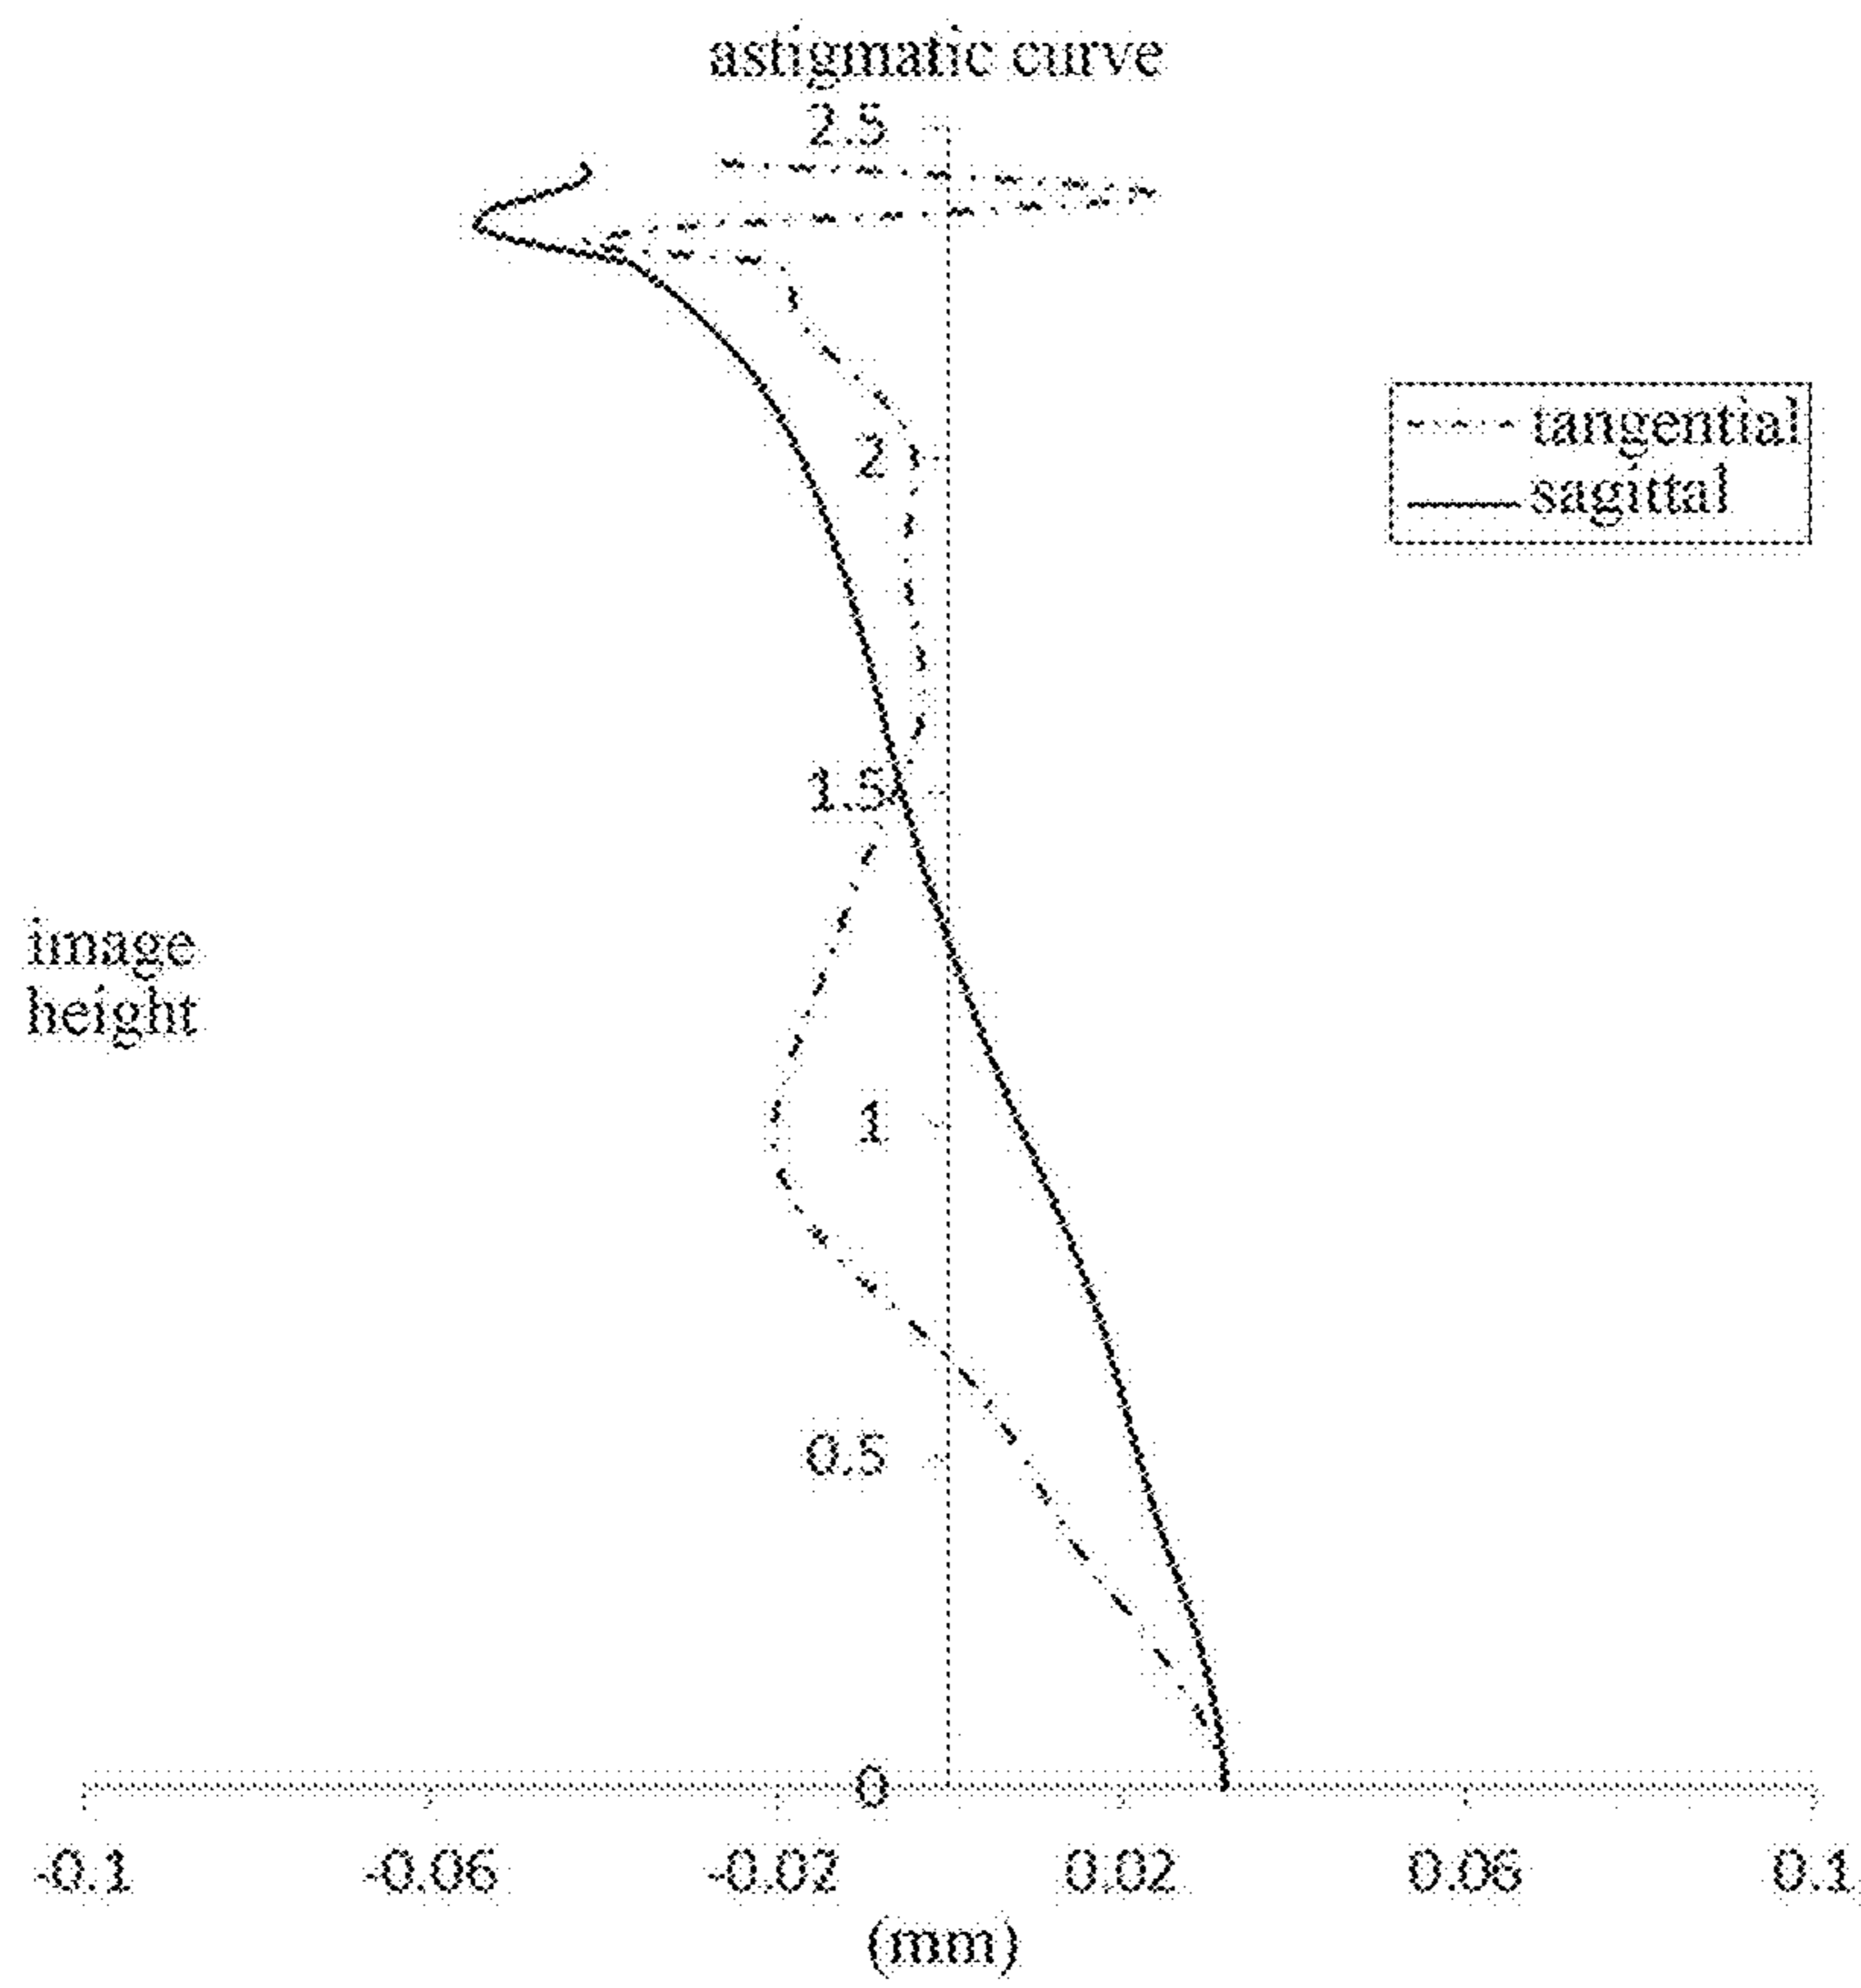 astigmatic curve
2.5
tangential
sagittal
2
1.5
image
height
1
0.5
0
-0.1 -0.06 -0.02 0.02 0.06 0.1
(mm)